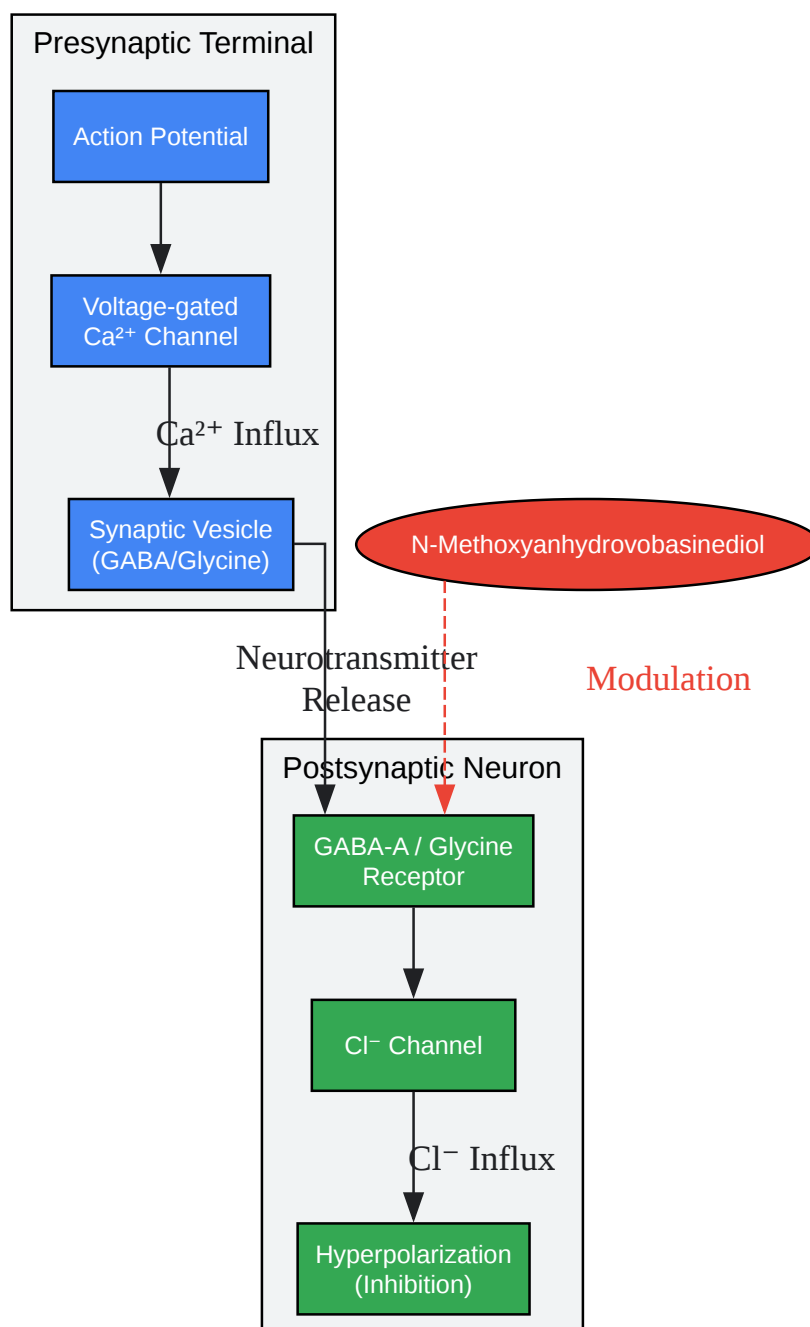 Presynaptic Terminal
Action Potential
Voltage-gated
Ca²⁺ Channel
Ca²⁺ Influx
Synaptic Vesicle
(GABA/Glycine)
N-Methoxyanhydrovobasinediol
Neurotransmitter
Release
Modulation
Postsynaptic Neuron
GABA-A / Glycine
Receptor
Cl⁻ Channel
Cl⁻ Influx
Hyperpolarization
(Inhibition)